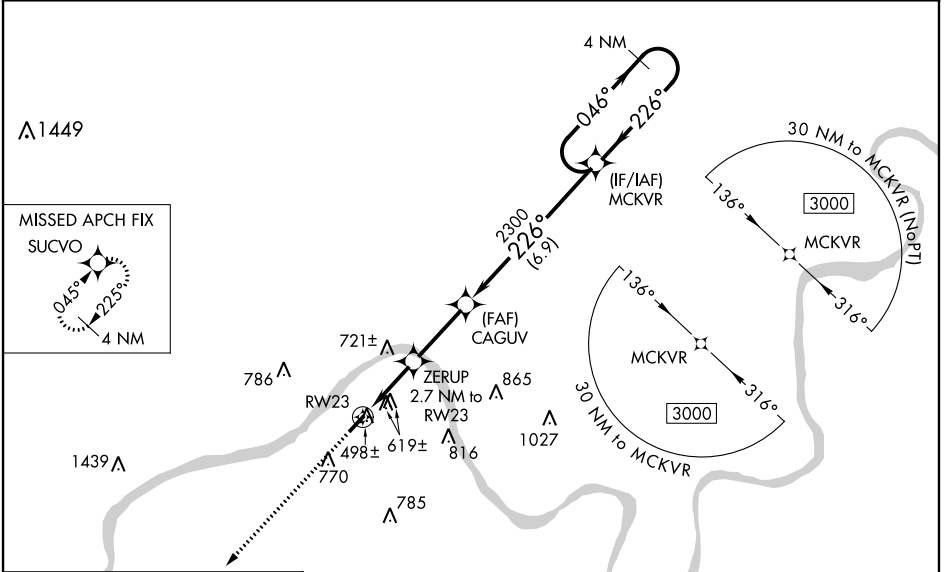 4 NM
046°
226°
1449
(IF/IAF)
MCKVR
30 NM to MCKVR (NoPT)
136°
3000
MCKVR
316°
MISSED APCH FIX
SUCVO
045°
225°
4 NM
2300
226°
(6.9)
(FAF)
CAGUV
136°
MCKVR
316°
3000
30 NM to MCKVR
721±
786
ZERUP
2.7 NM to
RW23
865
RW23
498±
619±
816
1027
1439
770
785